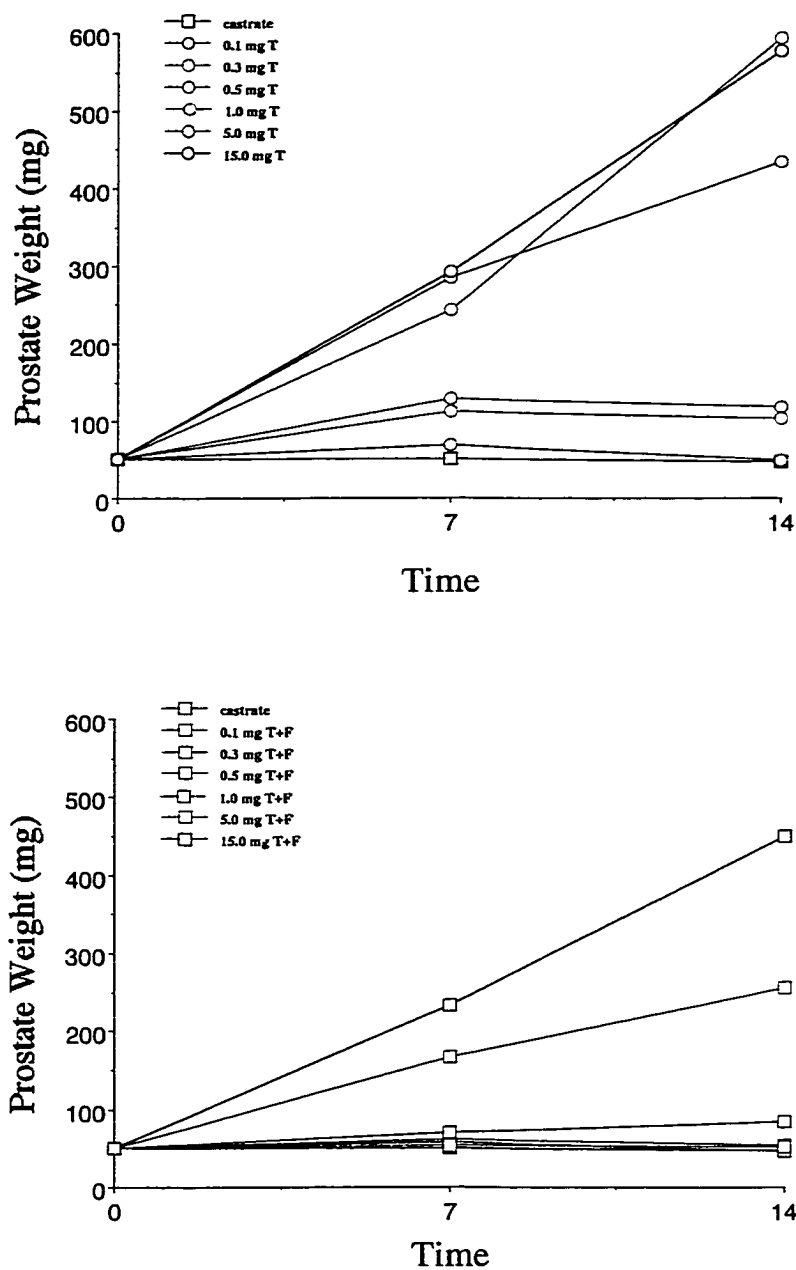 castrate
0.1 mg T
0.3 mg T
0.5 mg T
1.0 mg T
5.0 mg T
15.0 mg T
600
500
400
300
200
100
0
Prostate Weight (mg)
0 7 14
Time
castrate
0.1 mg T+F
0.3 mg T+F
0.5 mg T+F
1.0 mg T+F
5.0 mg T+F
15.0 mg T+F
600
500
400
300
200
100
0
Prostate Weight (mg)
0 7 14
Time